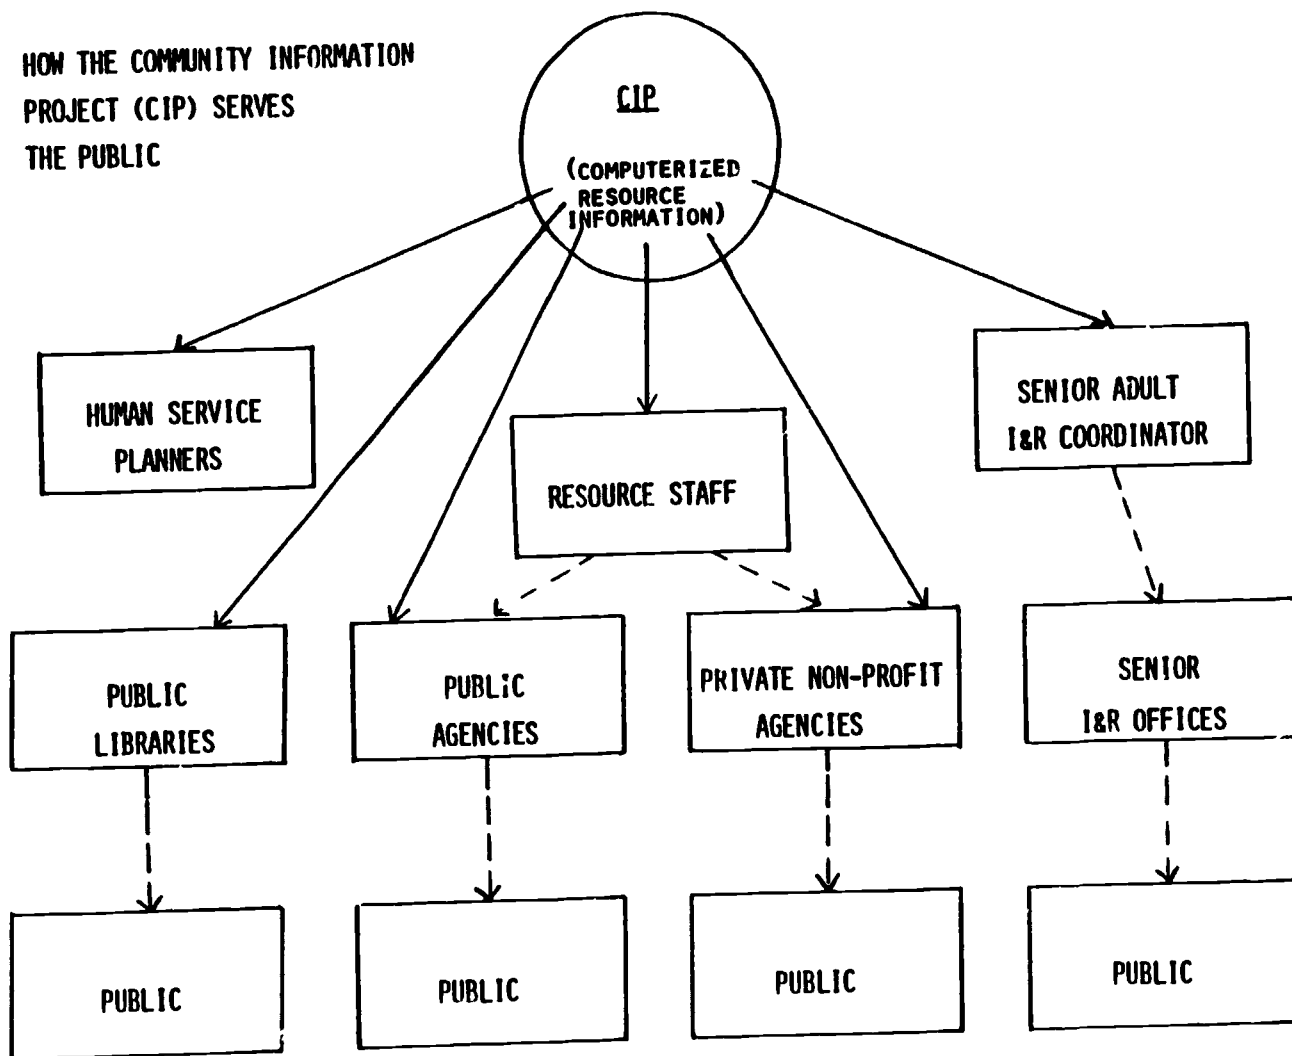 HOW THE COMMUNITY INFORMATION
PROJECT (CIP) SERVES
THE PUBLIC
CIP
(COMPUTERIZED
RESOURCE
INFORMATION)
HUMAN SERVICE
PLANNERS
RESOURCE STAFF
SENIOR ADULT
I&R COORDINATOR
PUBLIC
LIBRARIES
PUBLIC
AGENCIES
PRIVATE NON-PROFIT
AGENCIES
SENIOR
I&R OFFICES
PUBLIC
PUBLIC
PUBLIC
PUBLIC